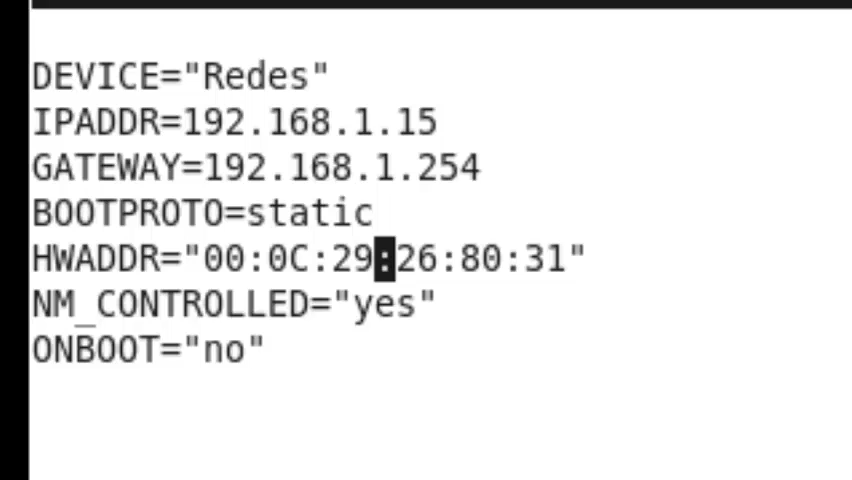 DEVICE="Redes"
IPADDR=192.168.1.15
GATEWAY=192.168.1.254
BOOTPROTO=static
HWADDR="00:0C:29:26:80:31"
NM_CONTROLLED="yes"
ONBOOT="no"